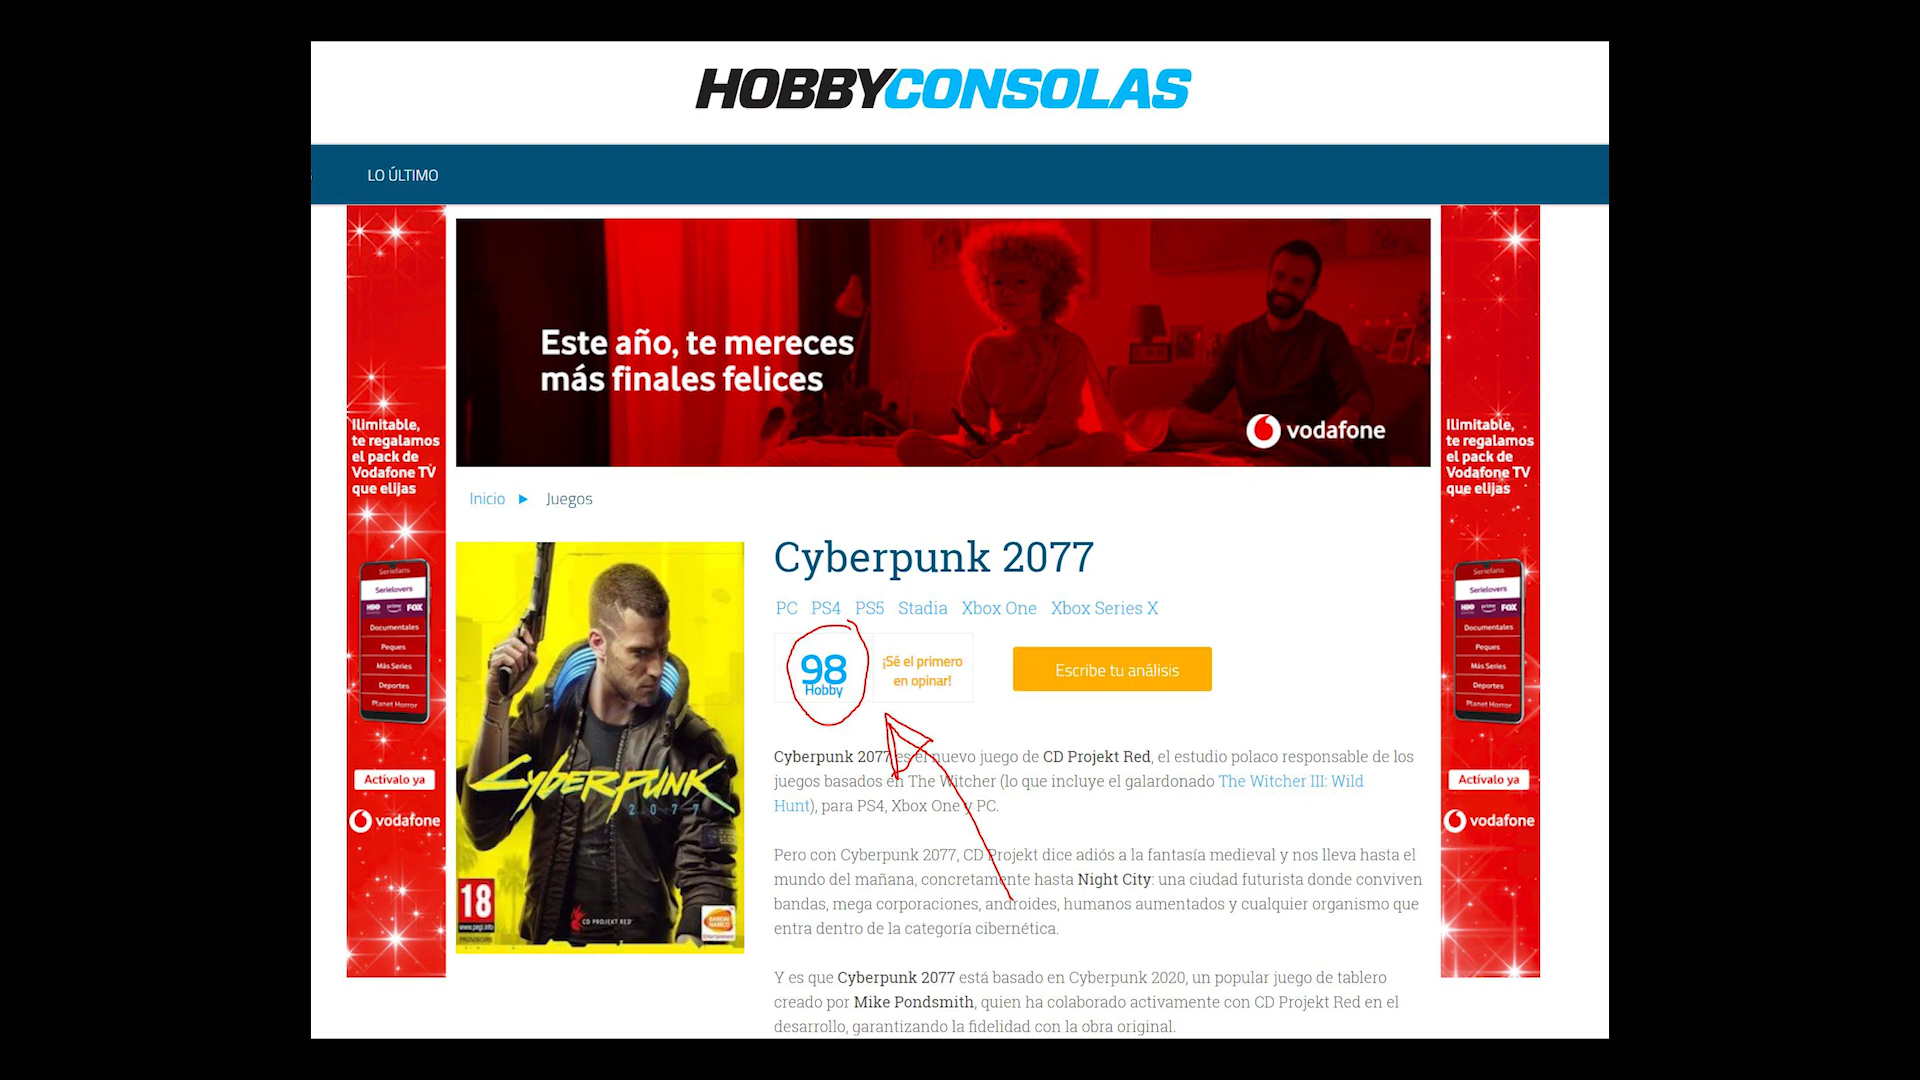 HOBBYCONSOLAS
LO ÚLTIMO
Este año, te mereces
más finales felices
vodafone
Ilimitable,
te regalamos
el pack de
Vodafone TV
que elijas
Seriefans
Serielovers
HBO prime FOX
Documentales
Peques
Más Series
Deportes
Planet Horror
Actívalo ya
vodafone
Inicio ▶ Juegos
CYBERPUNK
2077
18
www.pegi.info
PROVISOIRE
CD PROJEKT RED
BANDAI
NAMCO
Entertainment
Cyberpunk 2077
PC PS4 PS5 Stadia Xbox One Xbox Series X
98
Hobby
¡Sé el primero
en opinar!
Escribe tu análisis
Cyberpunk 2077 es el nuevo juego de CD Projekt Red, el estudio polaco responsable de los
juegos basados en The Witcher (lo que incluye el galardonado The Witcher III: Wild
Hunt), para PS4, Xbox One y PC.
Pero con Cyberpunk 2077, CD Projekt dice adiós a la fantasía medieval y nos lleva hasta el
mundo del mañana, concretamente hasta Night City: una ciudad futurista donde conviven
bandas, mega corporaciones, androides, humanos aumentados y cualquier organismo que
entra dentro de la categoría cibernética.
Y es que Cyberpunk 2077 está basado en Cyberpunk 2020, un popular juego de tablero
creado por Mike Pondsmith, quien ha colaborado activamente con CD Projekt Red en el
desarrollo, garantizando la fidelidad con la obra original.
Ilimitable,
te regalamos
el pack de
Vodafone TV
que elijas
Seriefans
Serielovers
HBO prime FOX
Documentales
Peques
Más Series
Deportes
Planet Horror
Actívalo ya
vodafone